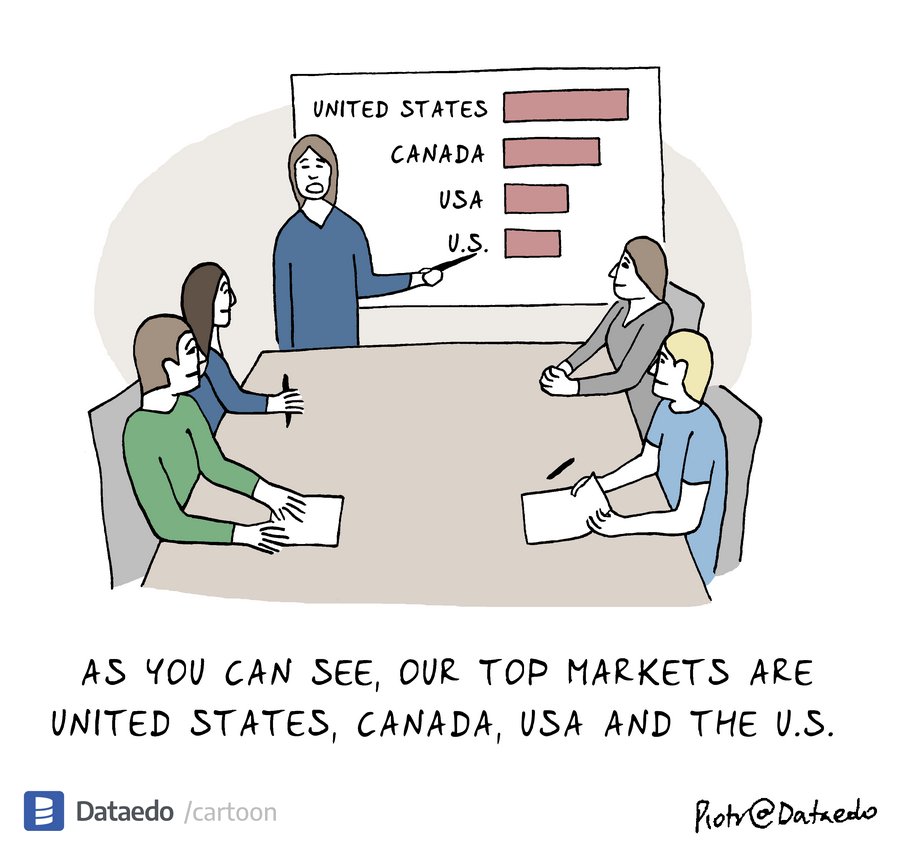 UNITED STATES
CANADA
USA
U.S.
AS YOU CAN SEE, OUR TOP MARKETS ARE
UNITED STATES, CANADA, USA AND THE U.S.
Dataedo /cartoon
Piotr@Dataedo